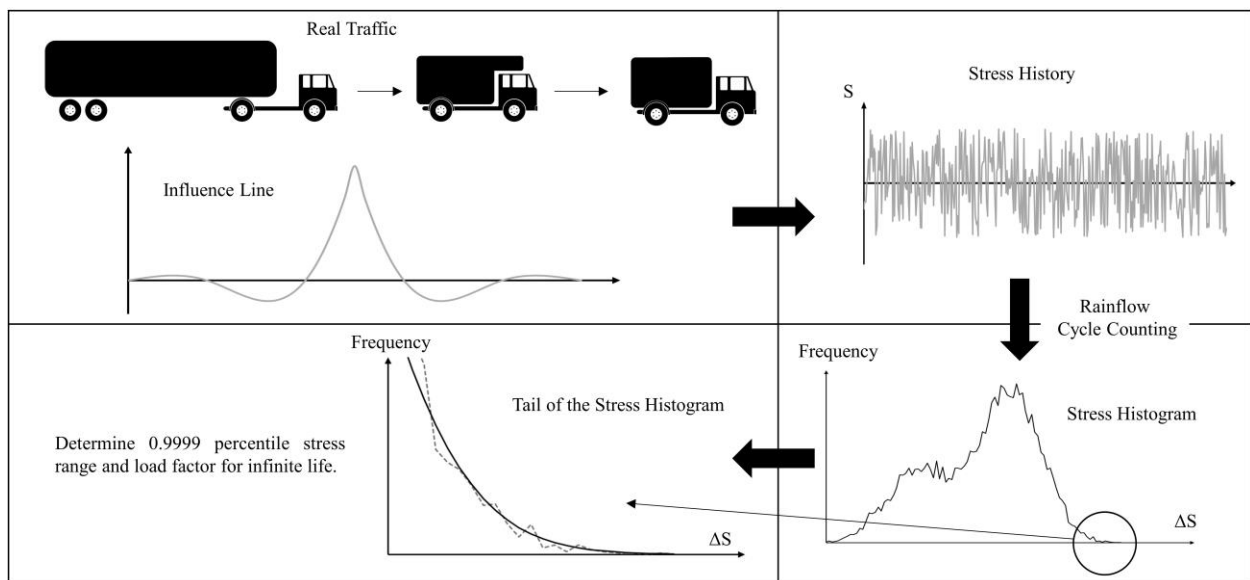 Real Traffic
Influence Line
Stress History
S
Rainflow
Cycle Counting
Frequency
Stress Histogram
ΔS
Frequency
Tail of the Stress Histogram
ΔS
Determine 0.9999 percentile stress
range and load factor for infinite life.